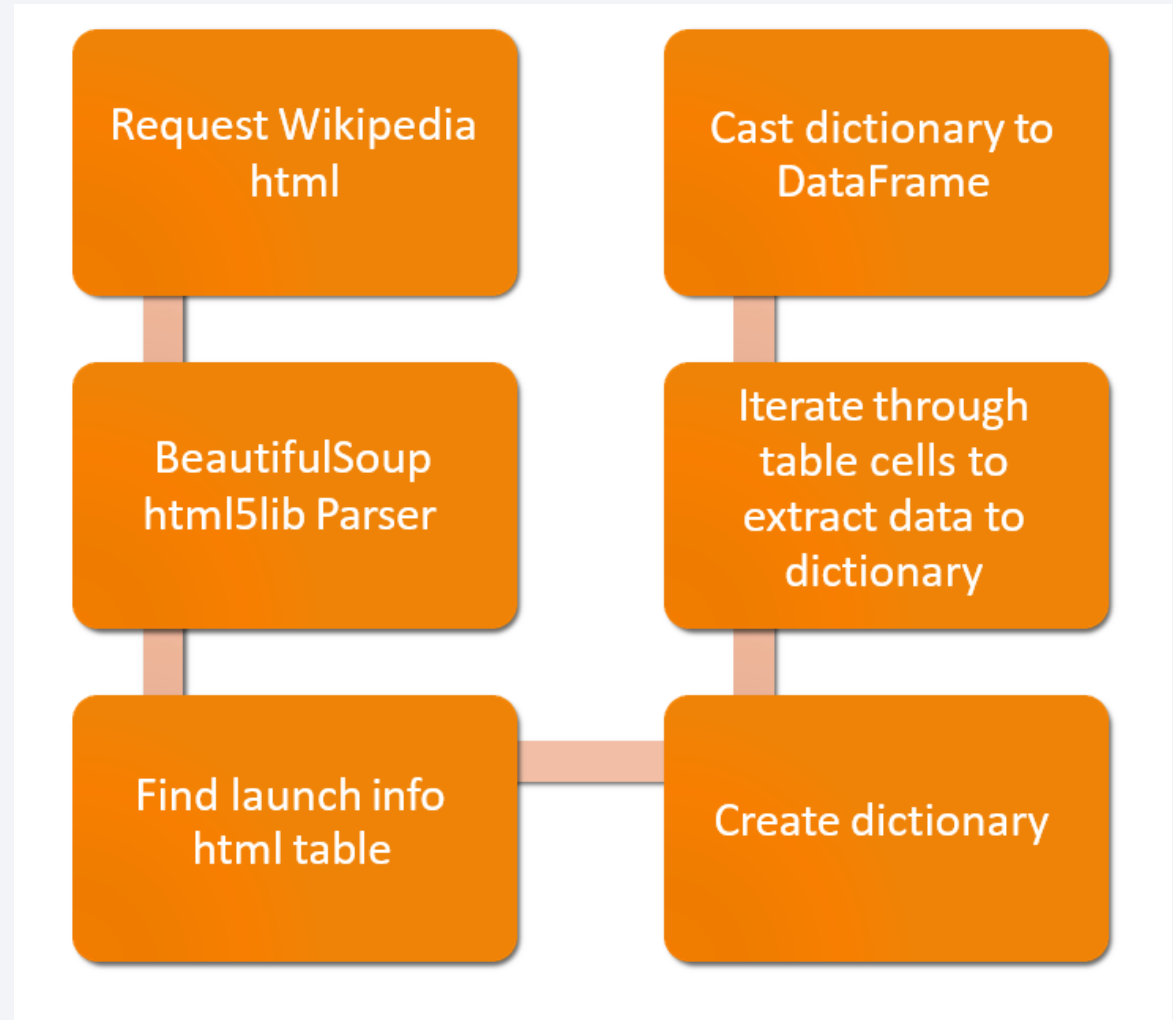 Request Wikipedia
html
BeautifulSoup
html5lib Parser
Find launch info
html table
Create dictionary
Iterate through
table cells to
extract data to
dictionary
Cast dictionary to
DataFrame